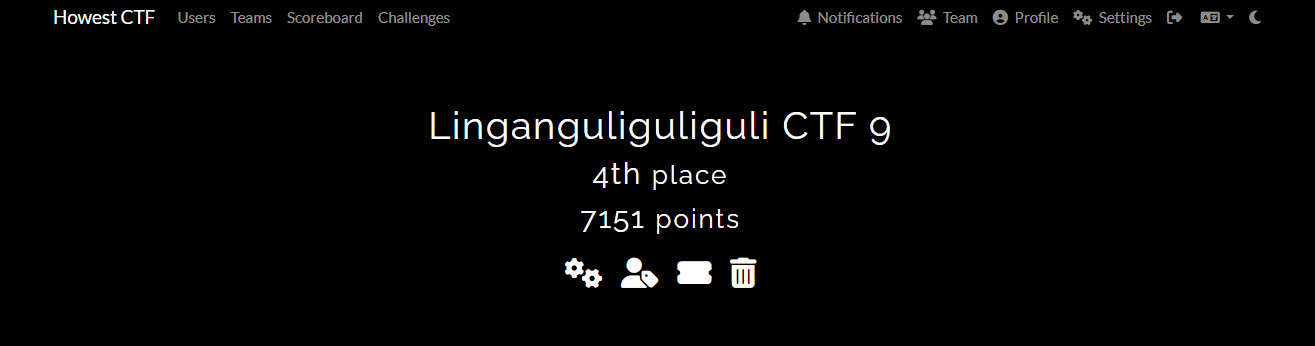 Howest CTF Users Teams Scoreboard Challenges Notifications Team Profile Settings
Linganguliguliguli CTF 9
4th place
7151 points